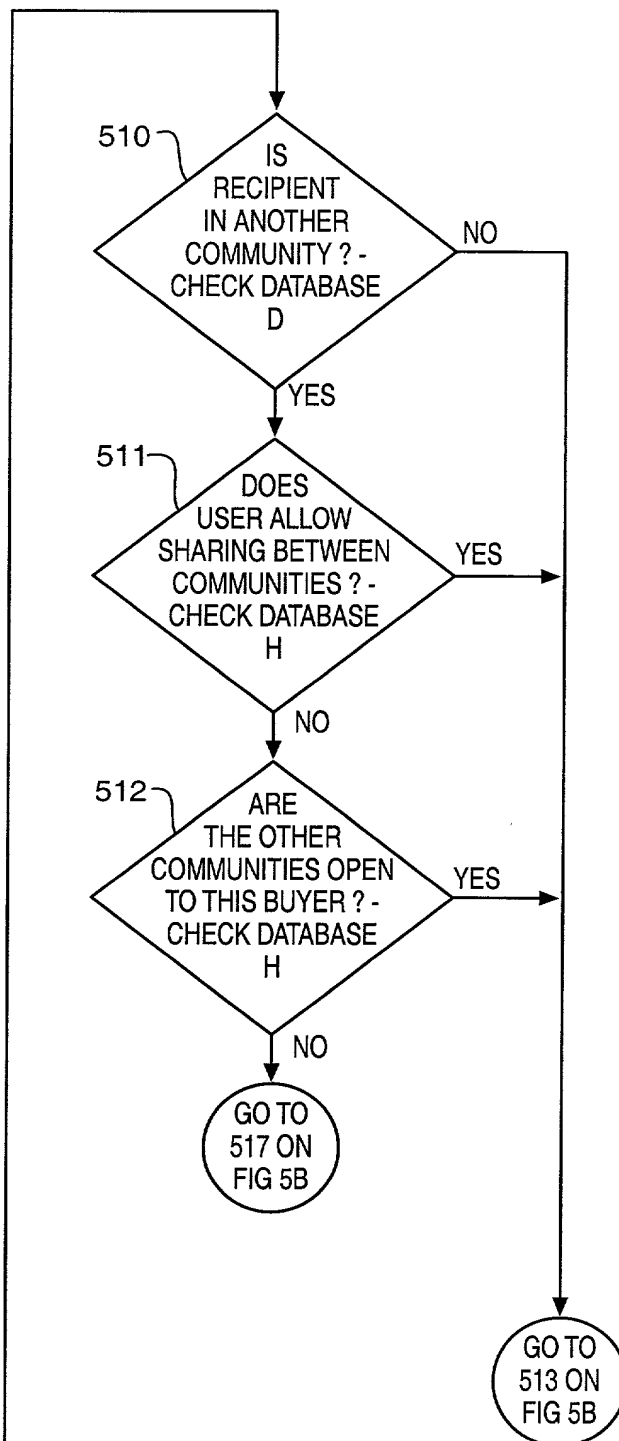 510
IS
RECIPIENT
IN ANOTHER
COMMUNITY ? -
CHECK DATABASE
D
NO
YES
511
DOES
USER ALLOW
SHARING BETWEEN
COMMUNITIES ? -
CHECK DATABASE
H
YES
NO
512
ARE
THE OTHER
COMMUNITIES OPEN
TO THIS BUYER ? -
CHECK DATABASE
H
YES
NO
GO TO
517 ON
FIG 5B
GO TO
513 ON
FIG 5B